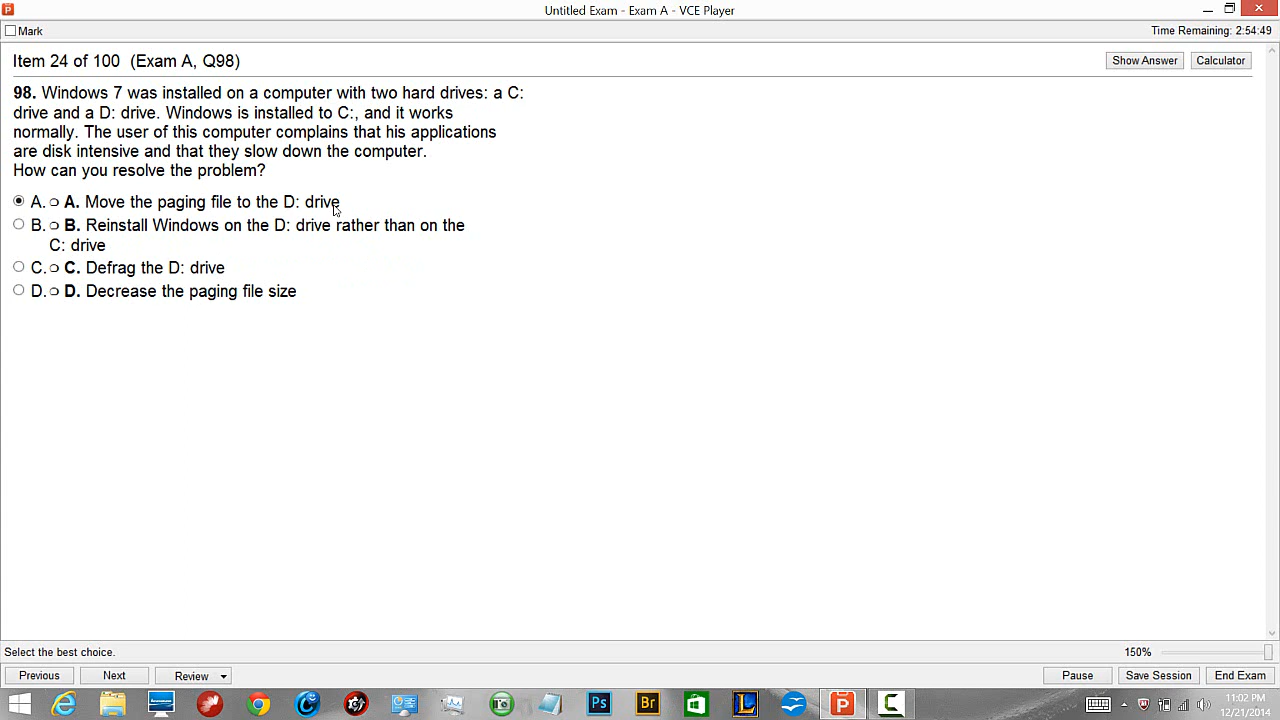 Untitled Exam - Exam A - VCE Player
Mark
Time Remaining: 2:54:49
Item 24 of 100 (Exam A, Q98)
Show Answer
Calculator
98. Windows 7 was installed on a computer with two hard drives: a C:
drive and a D: drive. Windows is installed to C:, and it works
normally. The user of this computer complains that his applications
are disk intensive and that they slow down the computer.
How can you resolve the problem?
A. A. Move the paging file to the D: drive
B. B. Reinstall Windows on the D: drive rather than on the
C: drive
C. C. Defrag the D: drive
D. D. Decrease the paging file size
Select the best choice.
150%
Previous
Next
Review
Pause
Save Session
End Exam
Ps
Br
11:02 PM
12/21/2014